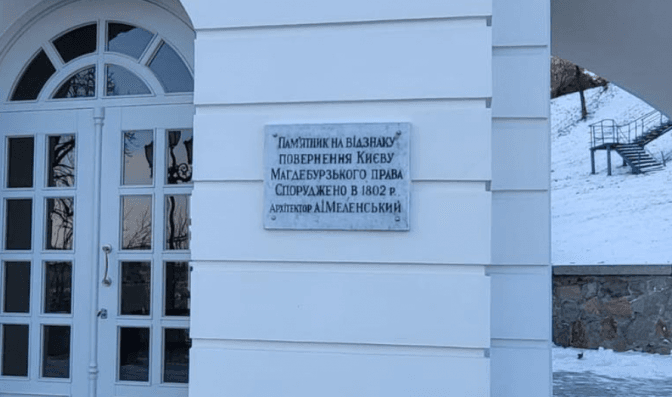 "Пам'ятник на відзнаку
повернення Києву
Магдебурзького права
Споруджено в 1802 р.
Архітектор А.Меленський